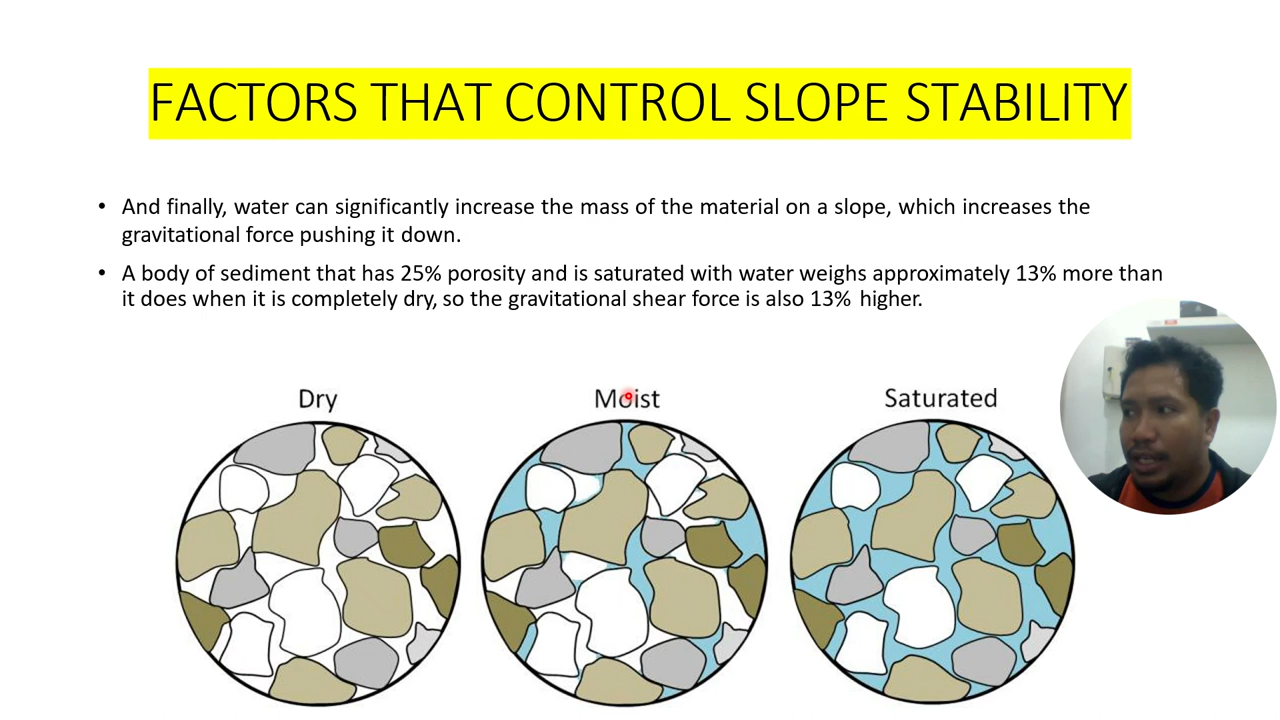 FACTORS THAT CONTROL SLOPE STABILITY
• And finally, water can significantly increase the mass of the material on a slope, which increases the
gravitational force pushing it down.
• A body of sediment that has 25% porosity and is saturated with water weighs approximately 13% more than
it does when it is completely dry, so the gravitational shear force is also 13% higher.
Dry Moist Saturated